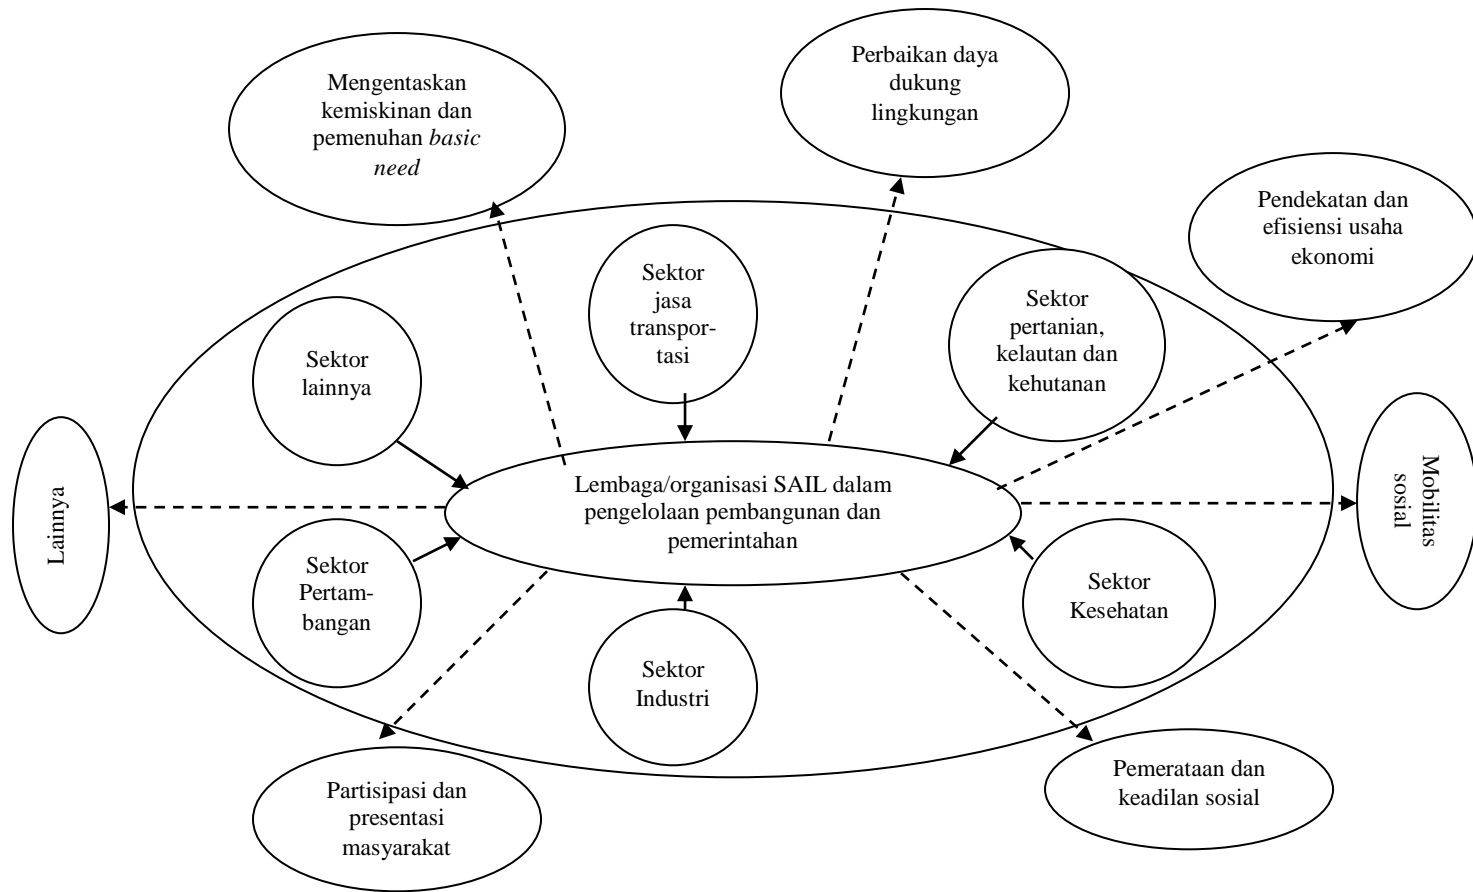 Mengentaskan
kemiskinan dan
pemenuhan basic
need
Perbaikan daya
dukung
lingkungan
Pendekatan dan
efisiensi usaha
ekonomi
Sektor
jasa
transpor-
tasi
Sektor
pertanian,
kelautan dan
kehutanan
Sektor
lainnya
Lainnya
Lembaga/organisasi SAIL dalam
pengelolaan pembangunan dan
pemerintahan
Mobilitas
sosial
Sektor
Pertam-
bangan
Sektor
Industri
Sektor
Kesehatan
Partisipasi dan
presentasi
masyarakat
Pemerataan dan
keadilan sosial